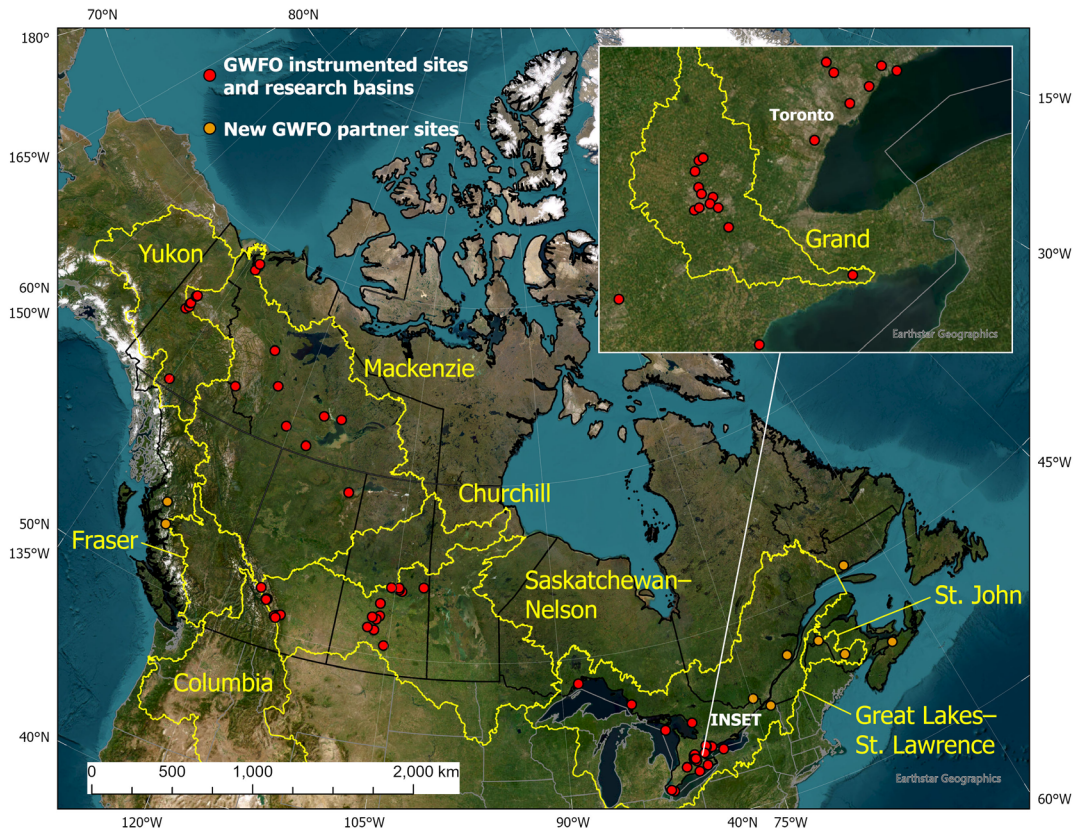 70°N
80°N
180°
165°W
60°N
150°W
50°N
135°W
40°N
15°W
30°W
45°W
60°W
120°W
105°W
90°W
40°N
75°W
GWFO instrumented sites
and research basins
New GWFO partner sites
Toronto
Grand
Earthstar Geographics
Yukon
Mackenzie
Churchill
Fraser
Saskatchewan–
Nelson
St. John
Columbia
INSET
Great Lakes–
St. Lawrence
0 500 1,000 2,000 km
Earthstar Geographics